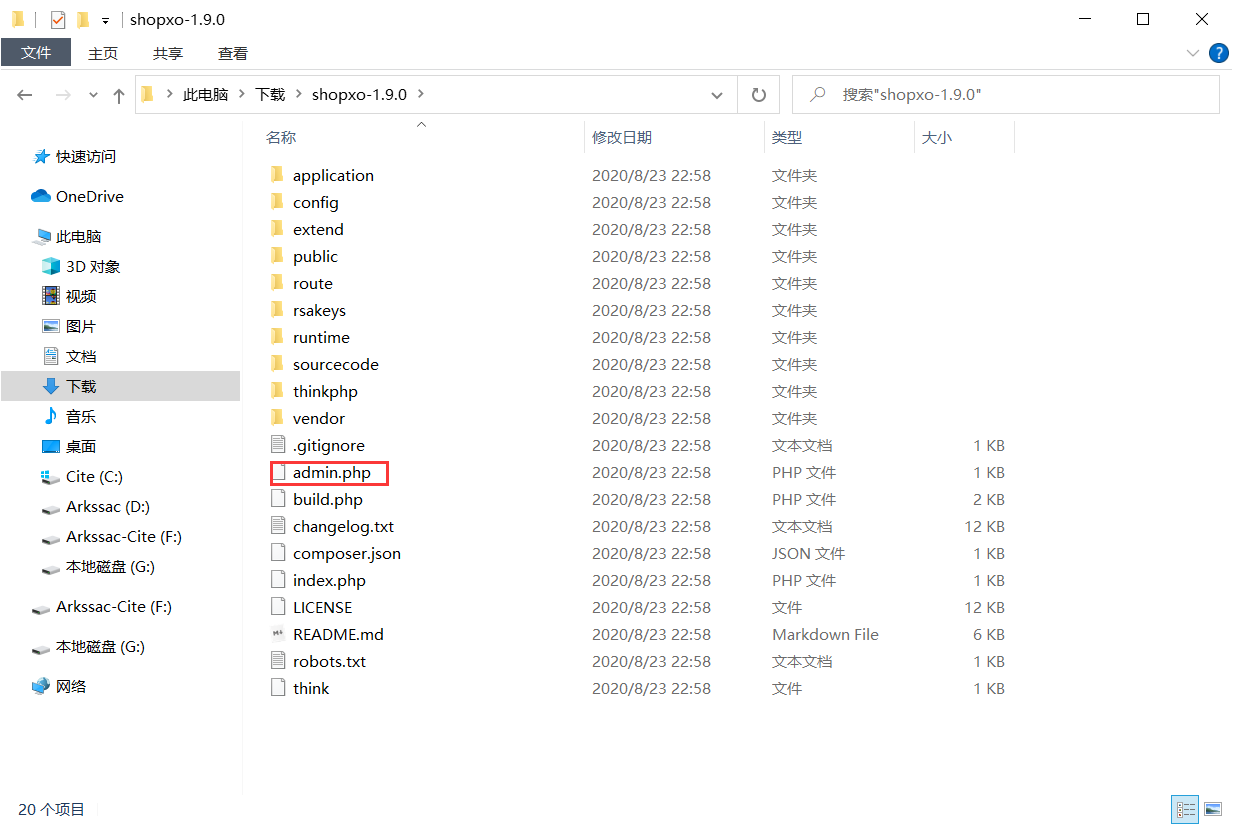 shopxo-1.9.0
文件 主页 共享 查看 ?
此电脑 下载 shopxo-1.9.0 搜索"shopxo-1.9.0"
名称 修改日期 类型 大小
快速访问
OneDrive
此电脑
3D 对象
视频
图片
文档
下载
音乐
桌面
Cite (C:)
Arkssac (D:)
Arkssac-Cite (F:)
本地磁盘 (G:)
Arkssac-Cite (F:)
本地磁盘 (G:)
网络
application 2020/8/23 22:58 文件夹
config 2020/8/23 22:58 文件夹
extend 2020/8/23 22:58 文件夹
public 2020/8/23 22:58 文件夹
route 2020/8/23 22:58 文件夹
rsakeys 2020/8/23 22:58 文件夹
runtime 2020/8/23 22:58 文件夹
sourcecode 2020/8/23 22:58 文件夹
thinkphp 2020/8/23 22:58 文件夹
vendor 2020/8/23 22:58 文件夹
.gitignore 2020/8/23 22:58 文本文档 1 KB
admin.php 2020/8/23 22:58 PHP 文件 1 KB
build.php 2020/8/23 22:58 PHP 文件 2 KB
changelog.txt 2020/8/23 22:58 文本文档 12 KB
composer.json 2020/8/23 22:58 JSON 文件 1 KB
index.php 2020/8/23 22:58 PHP 文件 1 KB
LICENSE 2020/8/23 22:58 文件 12 KB
README.md 2020/8/23 22:58 Markdown File 6 KB
robots.txt 2020/8/23 22:58 文本文档 1 KB
think 2020/8/23 22:58 文件 1 KB
20 个项目